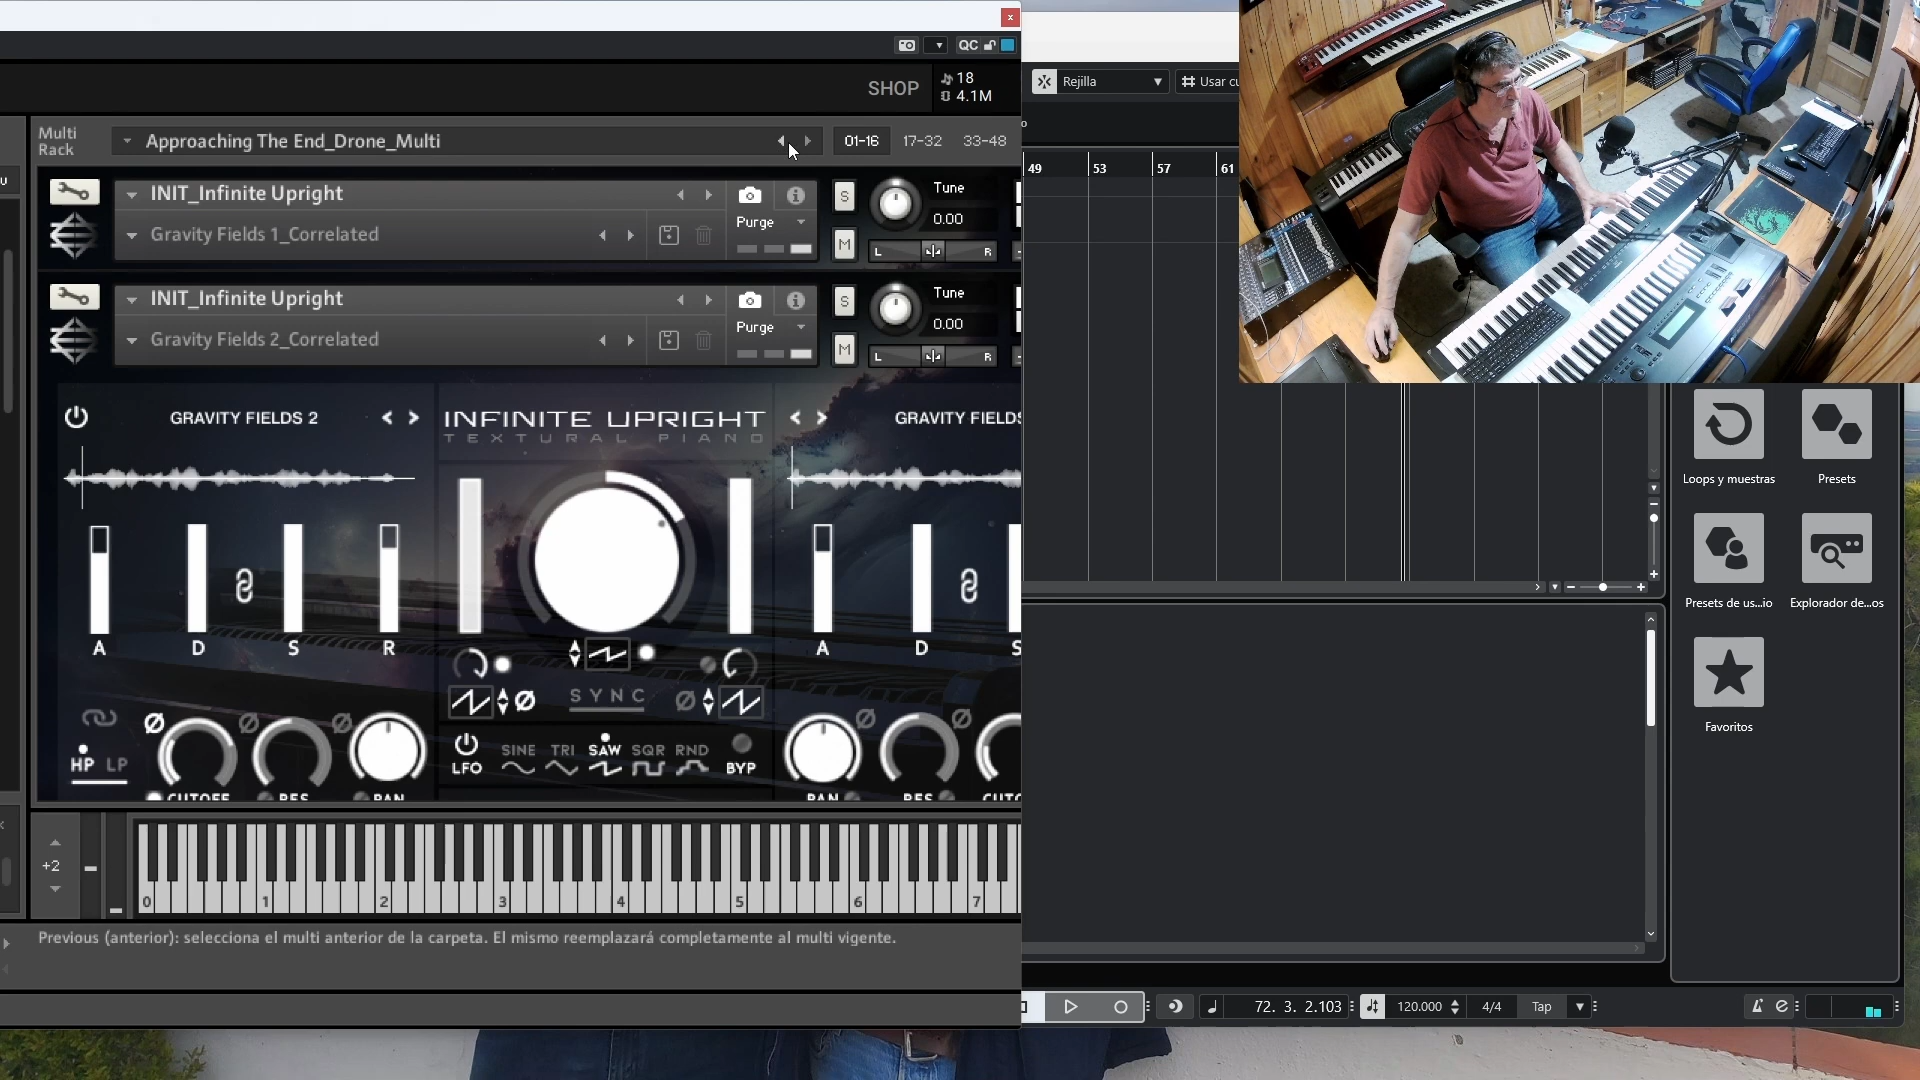 x
QC
SHOP
18
4.1M
Multi
Rack
Approaching The End_Drone_Multi
01-16
17-32
33-48
INIT_Infinite Upright
Gravity Fields 1_Correlated
Purge
S
M
Tune
0.00
L
R
INIT_Infinite Upright
Gravity Fields 2_Correlated
Purge
S
M
Tune
0.00
L
R
GRAVITY FIELDS 2
INFINITE UPRIGHT
TEXTURAL PIANO
GRAVITY FIELDS
A
D
S
R
A
D
S
SYNC
HP
LP
CUTOFF
RES
PAN
LFO
SINE
TRI
SAW
SQR
RND
BYP
PAN
RES
CUTO
+2
0
1
2
3
4
5
6
7
Previous (anterior): selecciona el multi anterior de la carpeta. El mismo reemplazará completamente al multi vigente.
Rejilla
Usar cu
49
53
57
61
Loops y muestras
Presets
Presets de us...io
Explorador de...os
Favoritos
72. 3. 2.103
120.000
4/4
Tap